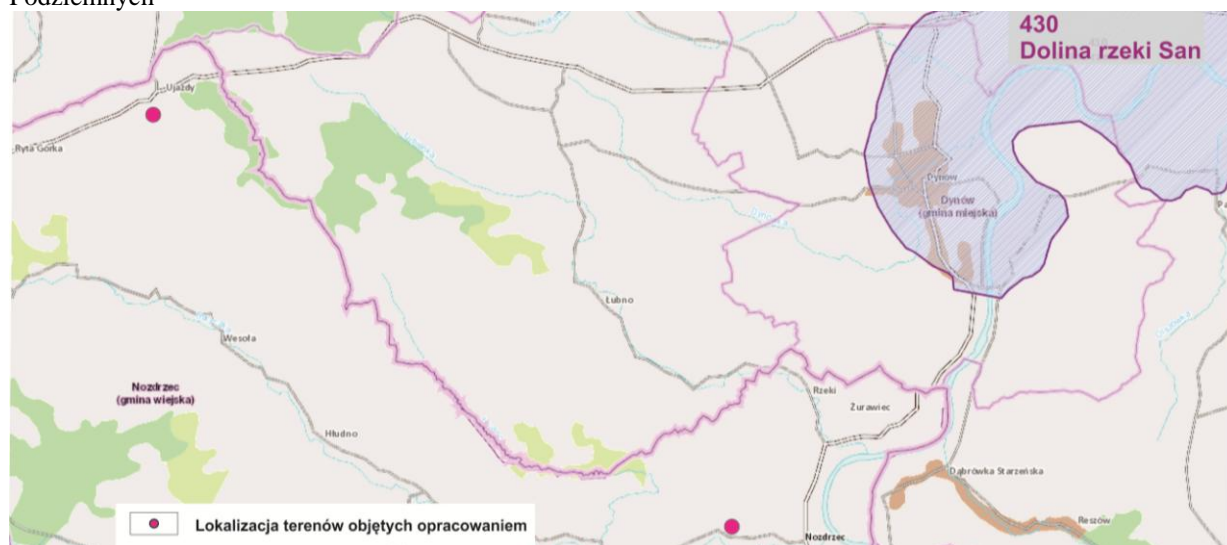 Podziemnych
430
Dolina rzeki San
Ujazdy
Ryta Górka
Dynów
Dynów
(gmina miejska)
Łubno
Wesoła
Nozdrzec
(gmina wiejska)
Rzeki
Żurawiec
Hłudno
Dąbrówka Starzeńska
Lokalizacja terenów objętych opracowaniem
Nozdrzec
Reszów